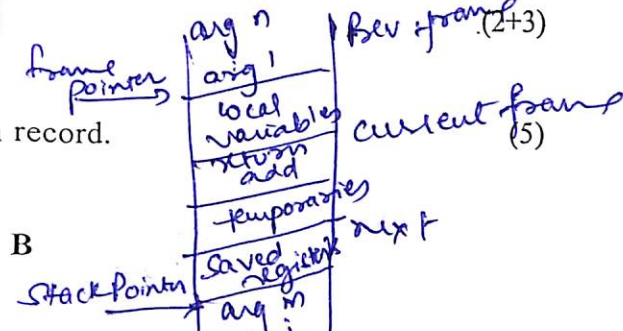 arg n Prev frame (2+3)
frame pointer arg 1
local variables current frame
record. (5)
return add
temporaries
B next
saved registers
Stack Pointer
arg n